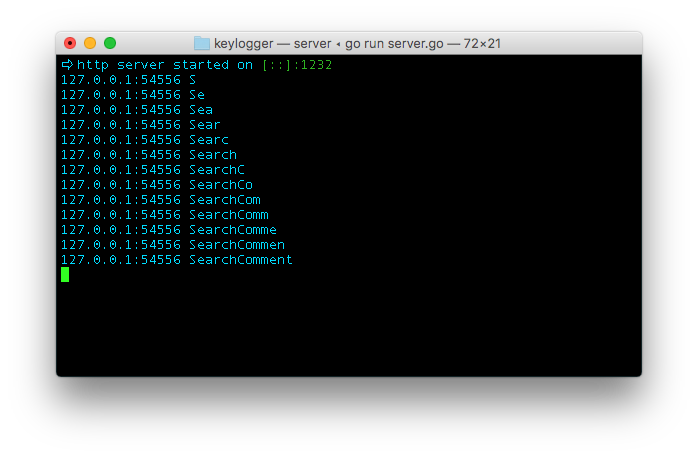 keylogger — server ◂ go run server.go — 72×21
⇨ http server started on [::]:1232
127.0.0.1:54556 S
127.0.0.1:54556 Se
127.0.0.1:54556 Sea
127.0.0.1:54556 Sear
127.0.0.1:54556 Searc
127.0.0.1:54556 Search
127.0.0.1:54556 SearchC
127.0.0.1:54556 SearchCo
127.0.0.1:54556 SearchCom
127.0.0.1:54556 SearchComm
127.0.0.1:54556 SearchComme
127.0.0.1:54556 SearchCommen
127.0.0.1:54556 SearchComment